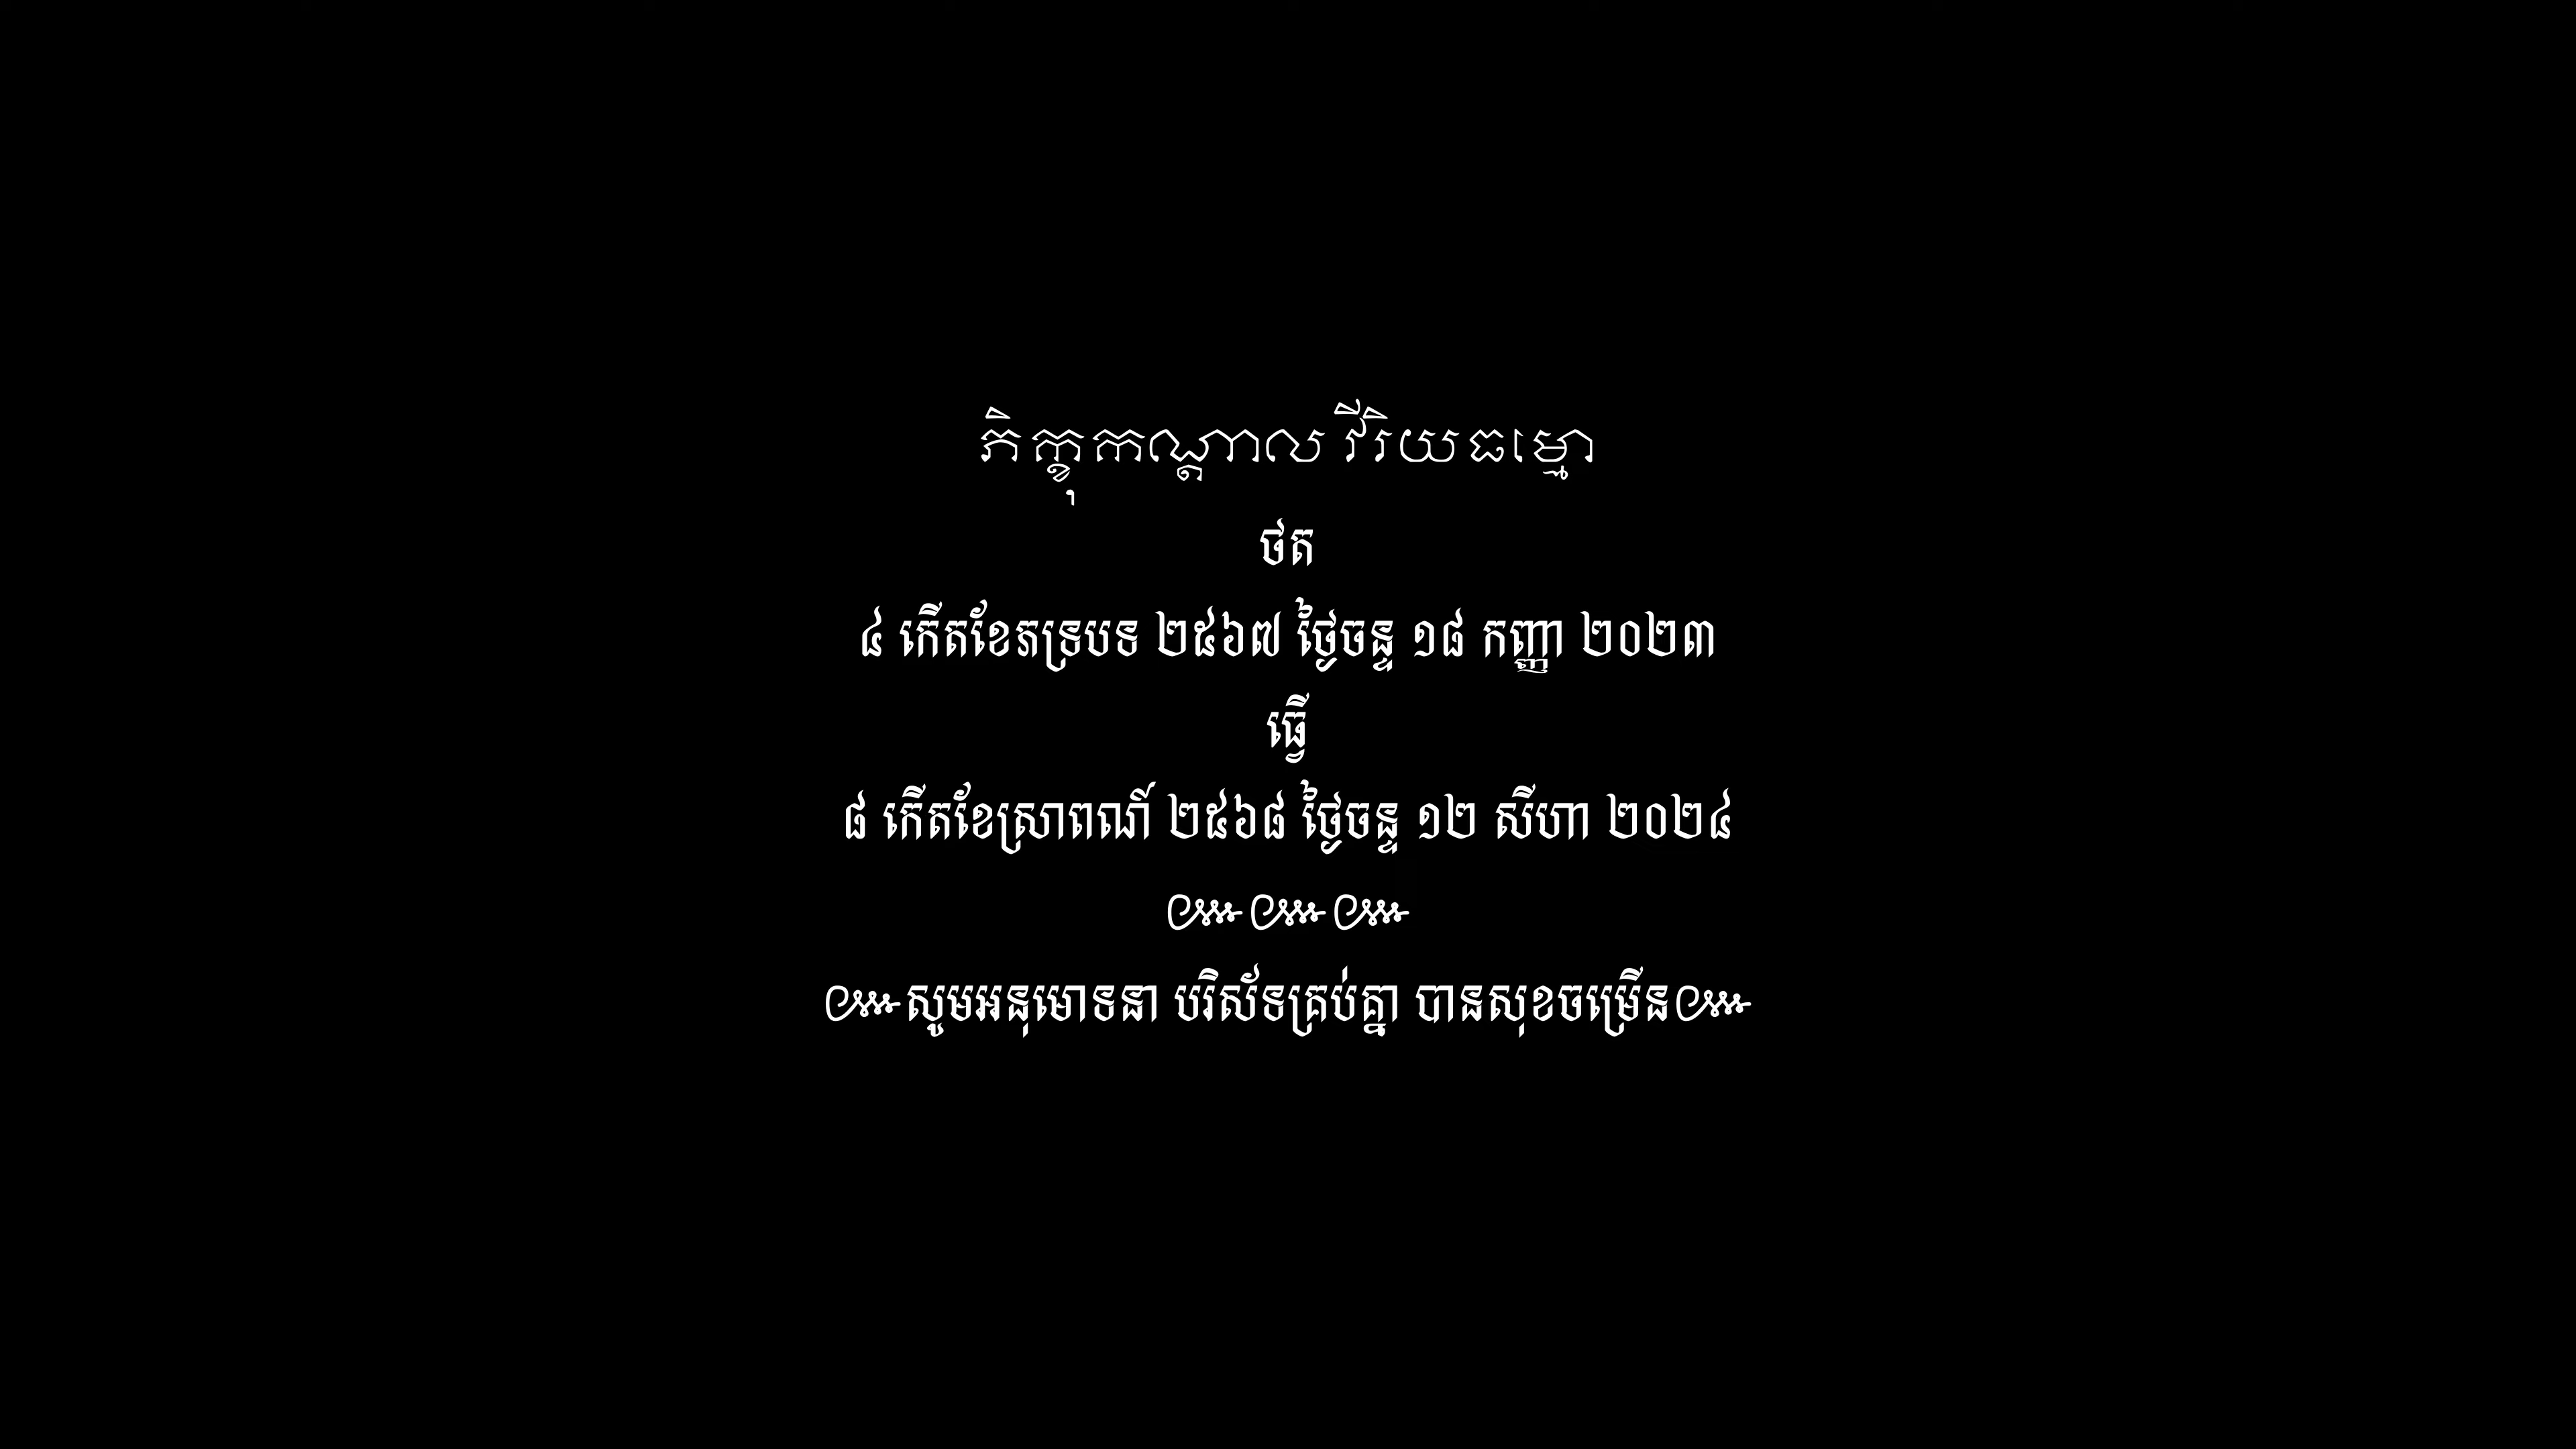 ភិក្ខុកណ្ដាល វីរិយធម្មោ
ថត
៤ កើតខែភទ្របទ ២៥៦៧ ថ្ងៃចន្ទ ១៨ កញ្ញា ២០២៣
ធ្វើ
៨ កើតខែស្រាពណ៍ ២៥៦៨ ថ្ងៃចន្ទ ១២ សីហា ២០២៤
៚៚៚
៚សូមអនុមោទនា បរិស័ទគ្រប់គ្នា បានសុខចម្រើន៚